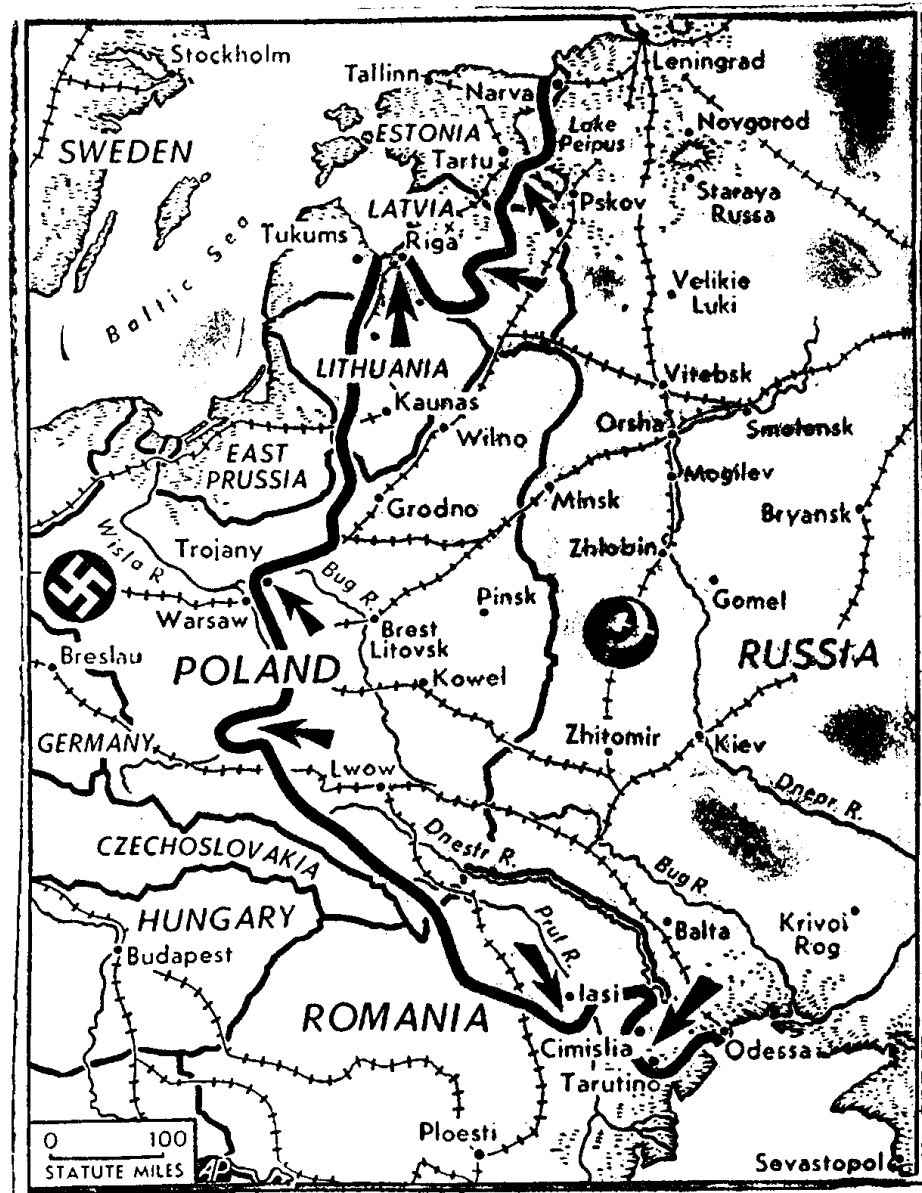 Stockholm
Leningrad
Tallinn
Narva
SWEDEN
ESTONIA
Lake
Peipus
Novgorod
Tartu
Pskov
Staraya
Russa
LATVIA
Tukums
Riga
Baltic Sea
Velikie
Luki
LITHUANIA
Vitebsk
Kaunas
Orsha
Smolensk
Wilno
EAST
PRUSSIA
Mogilev
Grodno
Minsk
Bryansk
Wisla R.
Trojany
Zhlobin
Bug R.
Warsaw
Pinsk
Gomel
Brest
Litovsk
Breslau
POLAND
RUSSIA
Kowel
GERMANY
Zhitomir
Kiev
Lwow
Dnepr R.
Dnestr R.
CZECHOSLOVAKIA
Bug R.
HUNGARY
Prul R.
Balta
Krivoi
Rog
Budapest
Iasi
ROMANIA
Cimislia
Odessa
Tarutino
0 100
STATUTE MILES
AP
Ploesti
Sevastopol